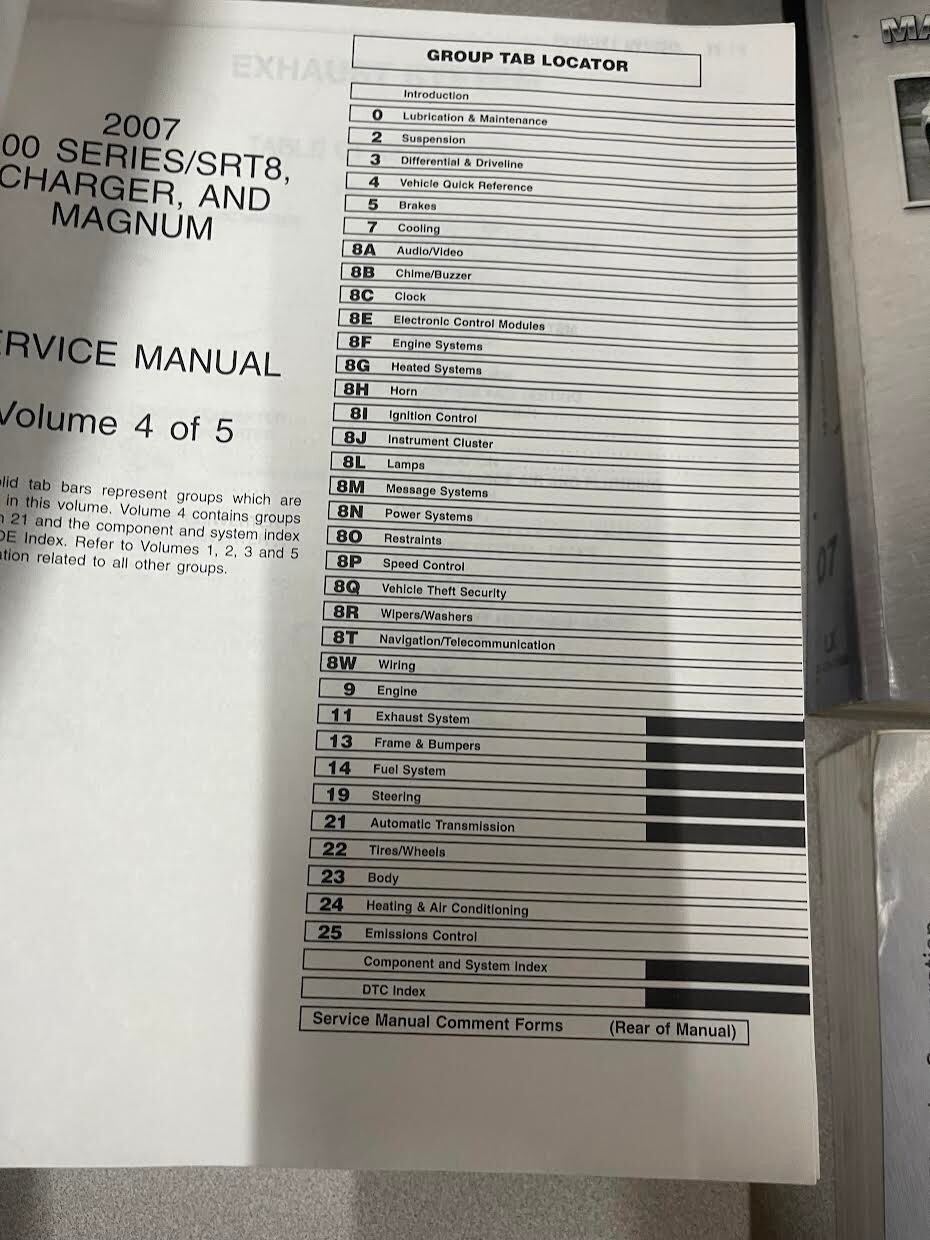 2007
00 SERIES/SRT8,
CHARGER, AND
MAGNUM
RVICE MANUAL
Volume 4 of 5
lid tab bars represent groups which are
in this volume. Volume 4 contains groups
21 and the component and system index
DE Index. Refer to Volumes 1, 2, 3 and 5
ation related to all other groups.
GROUP TAB LOCATOR
Introduction
0 Lubrication & Maintenance
2 Suspension
3 Differential & Driveline
4 Vehicle Quick Reference
5 Brakes
7 Cooling
8A Audio/Video
8B Chime/Buzzer
8C Clock
8E Electronic Control Modules
8F Engine Systems
8G Heated Systems
8H Horn
8I Ignition Control
8J Instrument Cluster
8L Lamps
8M Message Systems
8N Power Systems
8O Restraints
8P Speed Control
8Q Vehicle Theft Security
8R Wipers/Washers
8T Navigation/Telecommunication
8W Wiring
9 Engine
11 Exhaust System
13 Frame & Bumpers
14 Fuel System
19 Steering
21 Automatic Transmission
22 Tires/Wheels
23 Body
24 Heating & Air Conditioning
25 Emissions Control
Component and System Index
DTC Index
Service Manual Comment Forms (Rear of Manual)
MA
07
LX